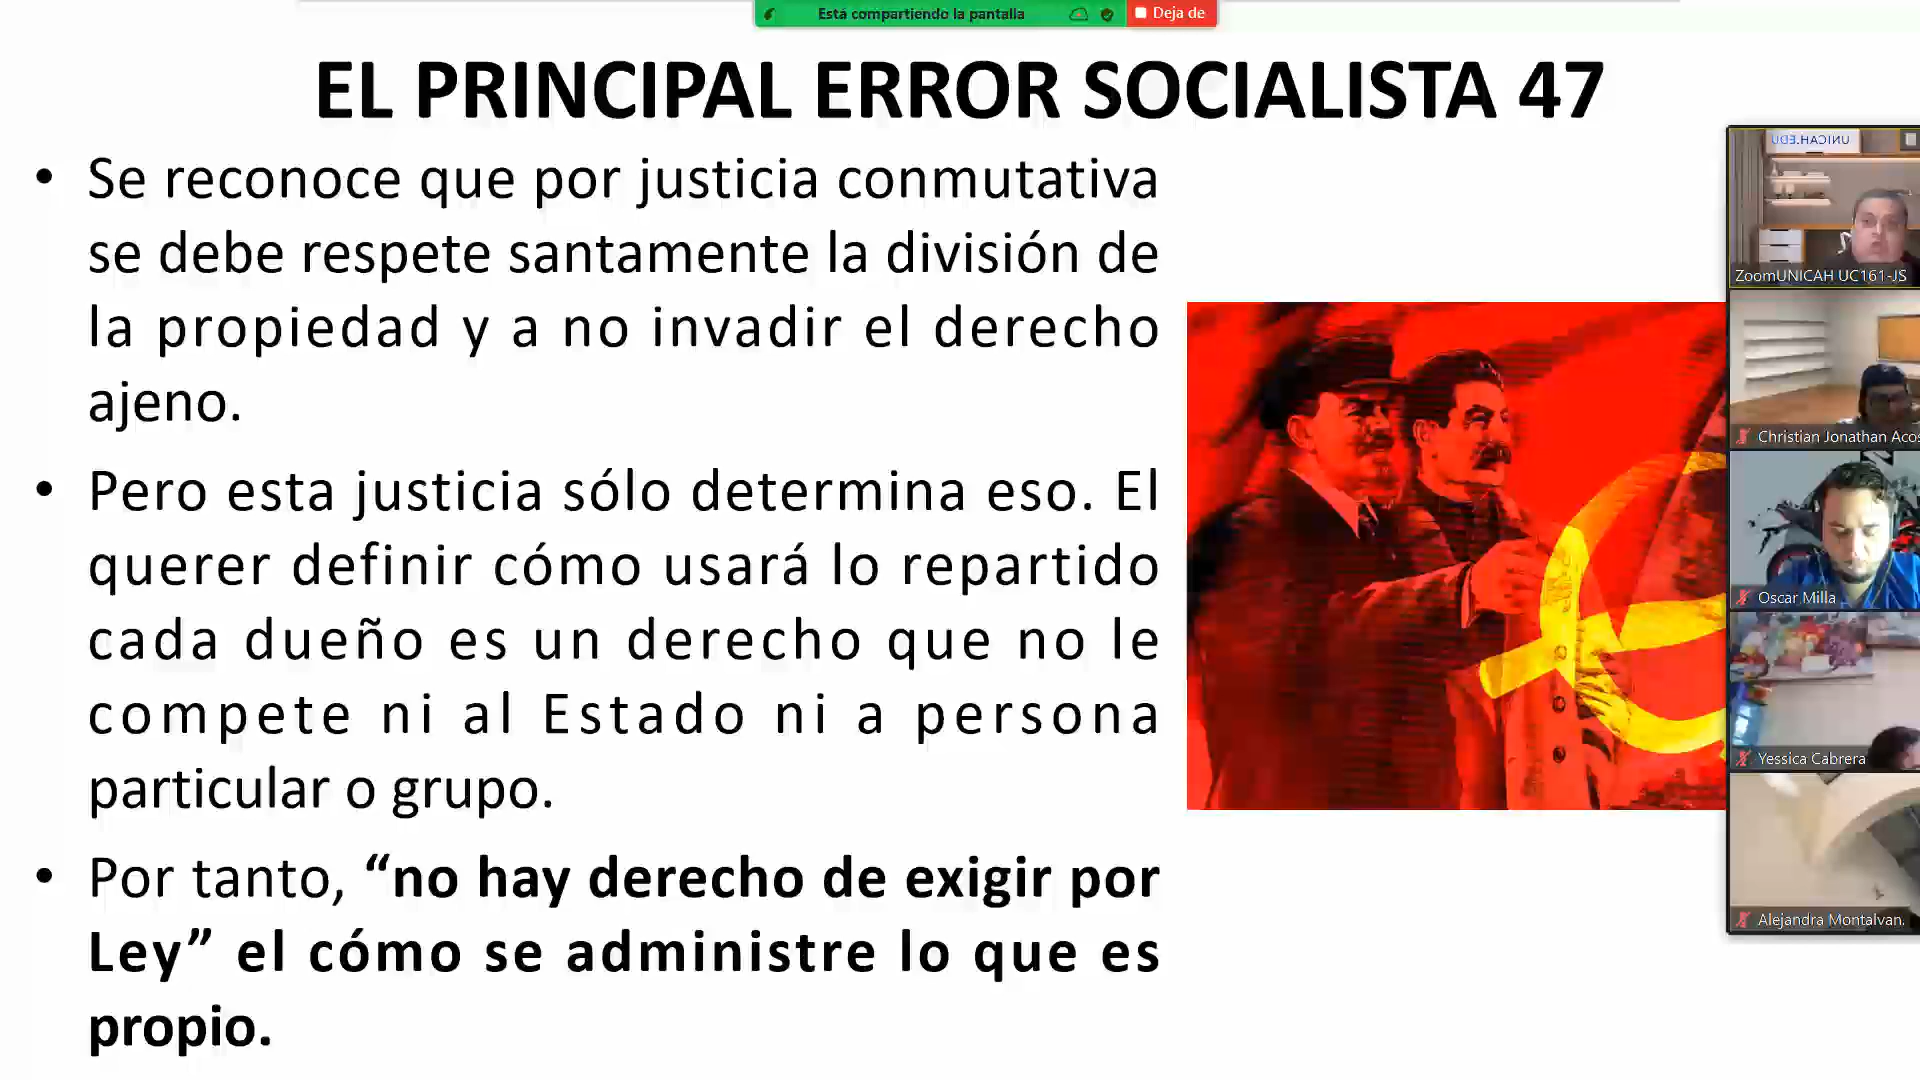 Está compartiendo la pantalla
Deja de
EL PRINCIPAL ERROR SOCIALISTA 47
• Se reconoce que por justicia conmutativa
se debe respete santamente la división de
la propiedad y a no invadir el derecho
ajeno.
• Pero esta justicia sólo determina eso. El
querer definir cómo usará lo repartido
cada dueño es un derecho que no le
compete ni al Estado ni a persona
particular o grupo.
• Por tanto, “no hay derecho de exigir por
Ley” el cómo se administre lo que es
propio.
UNICAH.EDU
ZoomUNICAH UC161-JS
Christian Jonathan Acos
Oscar Milla
Yessica Cabrera
Alejandra Montalvan.